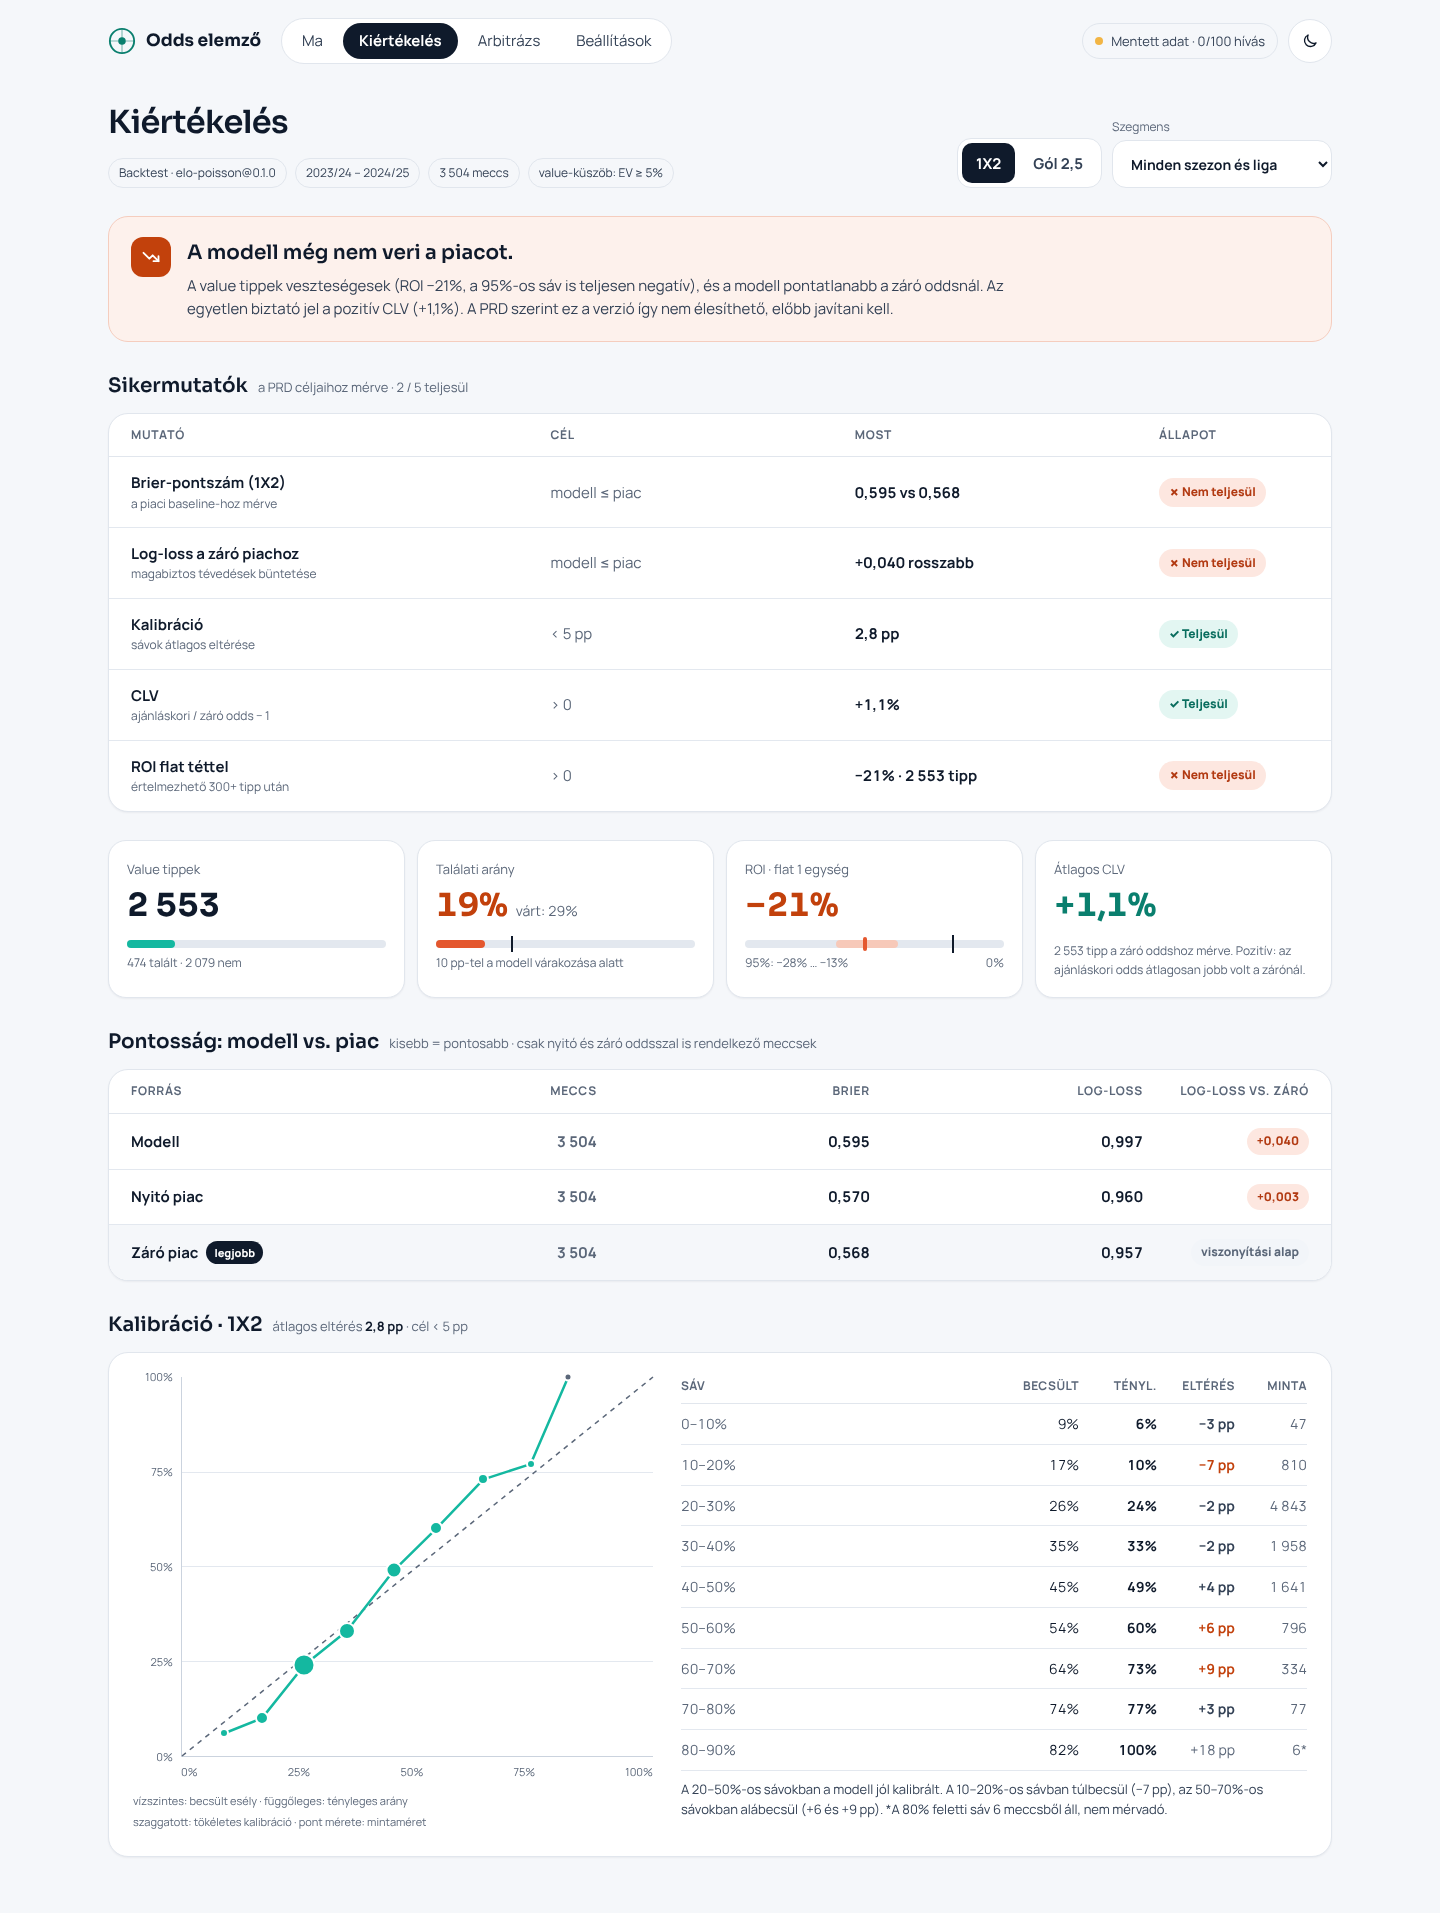 Odds elemző
Ma
Kiértékelés
Arbitrázs
Beállítások
Mentett adat · 0/100 hívás
Kiértékelés
Backtest · elo-poisson@0.1.0
2023/24 – 2024/25
3 504 meccs
value-küszöb: EV ≥ 5%
1X2
Gól 2,5
Szegmens
Minden szezon és liga
A modell még nem veri a piacot.
A value tippek veszteségesek (ROI −21%, a 95%-os sáv is teljesen negatív), és a modell pontatlanabb a záró oddsnál. Az
egyetlen biztató jel a pozitív CLV (+1,1%). A PRD szerint ez a verzió így nem élesíthető, előbb javítani kell.
Sikermutatók a PRD céljaihoz mérve · 2 / 5 teljesül
MUTATÓ CÉL MOST ÁLLAPOT
Brier-pontszám (1X2)
a piaci baseline-hoz mérve
modell ≤ piac
0,595 vs 0,568
× Nem teljesül
Log-loss a záró piachoz
magabiztos tévedések büntetése
modell ≤ piac
+0,040 rosszabb
× Nem teljesül
Kalibráció
sávok átlagos eltérése
< 5 pp
2,8 pp
✓ Teljesül
CLV
ajánláskori / záró odds − 1
> 0
+1,1%
✓ Teljesül
ROI flat téttel
értelmezhető 300+ tipp után
> 0
−21% · 2 553 tipp
× Nem teljesül
Value tippek
2 553
474 talált · 2 079 nem
Találati arány
19% várt: 29%
10 pp-tel a modell várakozása alatt
ROI · flat 1 egység
−21%
95%: −28% … −13% 0%
Átlagos CLV
+1,1%
2 553 tipp a záró oddshoz mérve. Pozitív: az
ajánláskori odds átlagosan jobb volt a zárónál.
Pontosság: modell vs. piac kisebb = pontosabb · csak nyitó és záró oddsszal is rendelkező meccsek
FORRÁS MECCS BRIER LOG-LOSS LOG-LOSS VS. ZÁRÓ
Modell 3 504 0,595 0,997 +0,040
Nyitó piac 3 504 0,570 0,960 +0,003
Záró piac legjobb 3 504 0,568 0,957 viszonyítási alap
Kalibráció · 1X2 átlagos eltérés 2,8 pp · cél < 5 pp
100%
75%
50%
25%
0%
0% 25% 50% 75% 100%
vízszintes: becsült esély · függőleges: tényleges arány
szaggatott: tökéletes kalibráció · pont mérete: mintaméret
SÁV BECSÜLT TÉNYL. ELTÉRÉS MINTA
0–10% 9% 6% −3 pp 47
10–20% 17% 10% −7 pp 810
20–30% 26% 24% −2 pp 4 843
30–40% 35% 33% −2 pp 1 958
40–50% 45% 49% +4 pp 1 641
50–60% 54% 60% +6 pp 796
60–70% 64% 73% +9 pp 334
70–80% 74% 77% +3 pp 77
80–90% 82% 100% +18 pp 6*
A 20–50%-os sávokban a modell jól kalibrált. A 10–20%-os sávban túlbecsül (−7 pp), az 50–70%-os
sávokban alábecsül (+6 és +9 pp). *A 80% feletti sáv 6 meccsből áll, nem mérvadó.